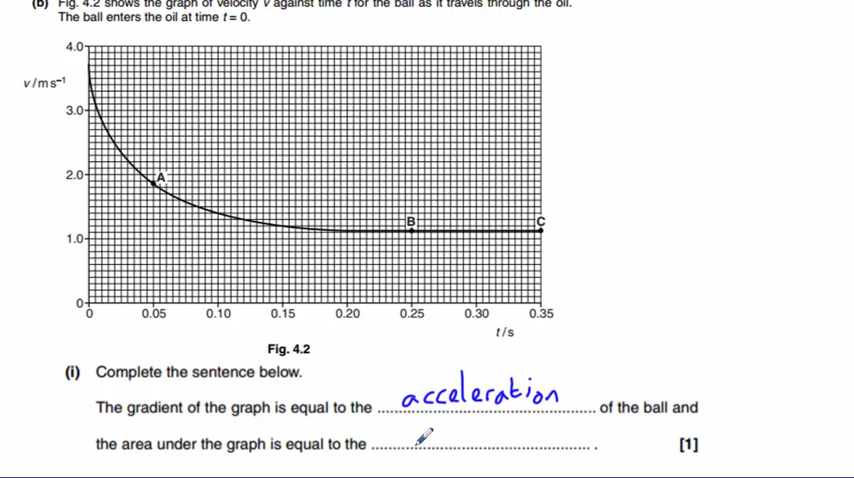 (b) Fig. 4.2 shows the graph of velocity v against time t for the ball as it travels through the oil.
The ball enters the oil at time t = 0.
4.0
v / m s⁻¹
3.0
2.0
A
B
C
1.0
0
0 0.05 0.10 0.15 0.20 0.25 0.30 0.35
t / s
Fig. 4.2
(i) Complete the sentence below.
The gradient of the graph is equal to the acceleration of the ball and
the area under the graph is equal to the ............................................. . [1]